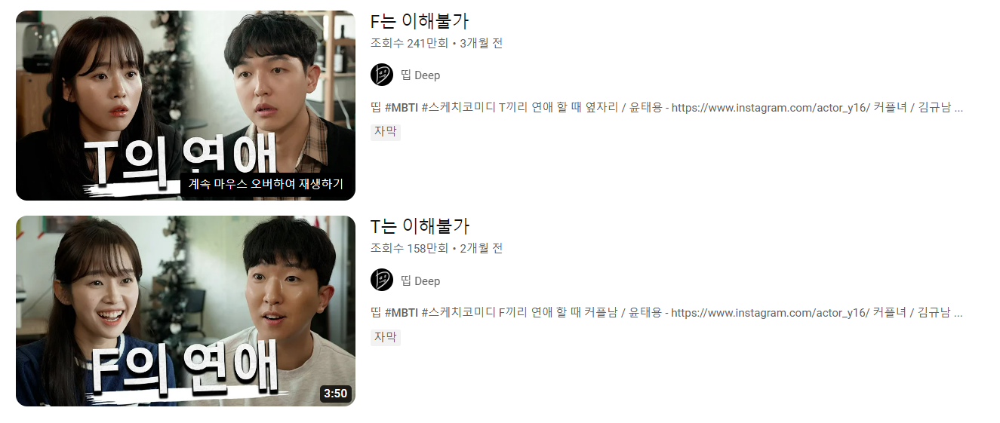 T의 연애
계속 마우스 오버하여 재생하기
F는 이해불가
조회수 241만회 • 3개월 전
띱 Deep
띱 #MBTI #스케치코미디 T끼리 연애 할 때 옆자리 / 윤태용 - https://www.instagram.com/actor_y16/ 커플녀 / 김규남 ...
자막
F의 연애
3:50
T는 이해불가
조회수 158만회 • 2개월 전
띱 Deep
띱 #MBTI #스케치코미디 F끼리 연애 할 때 커플남 / 윤태용 - https://www.instagram.com/actor_y16/ 커플녀 / 김규남 ...
자막